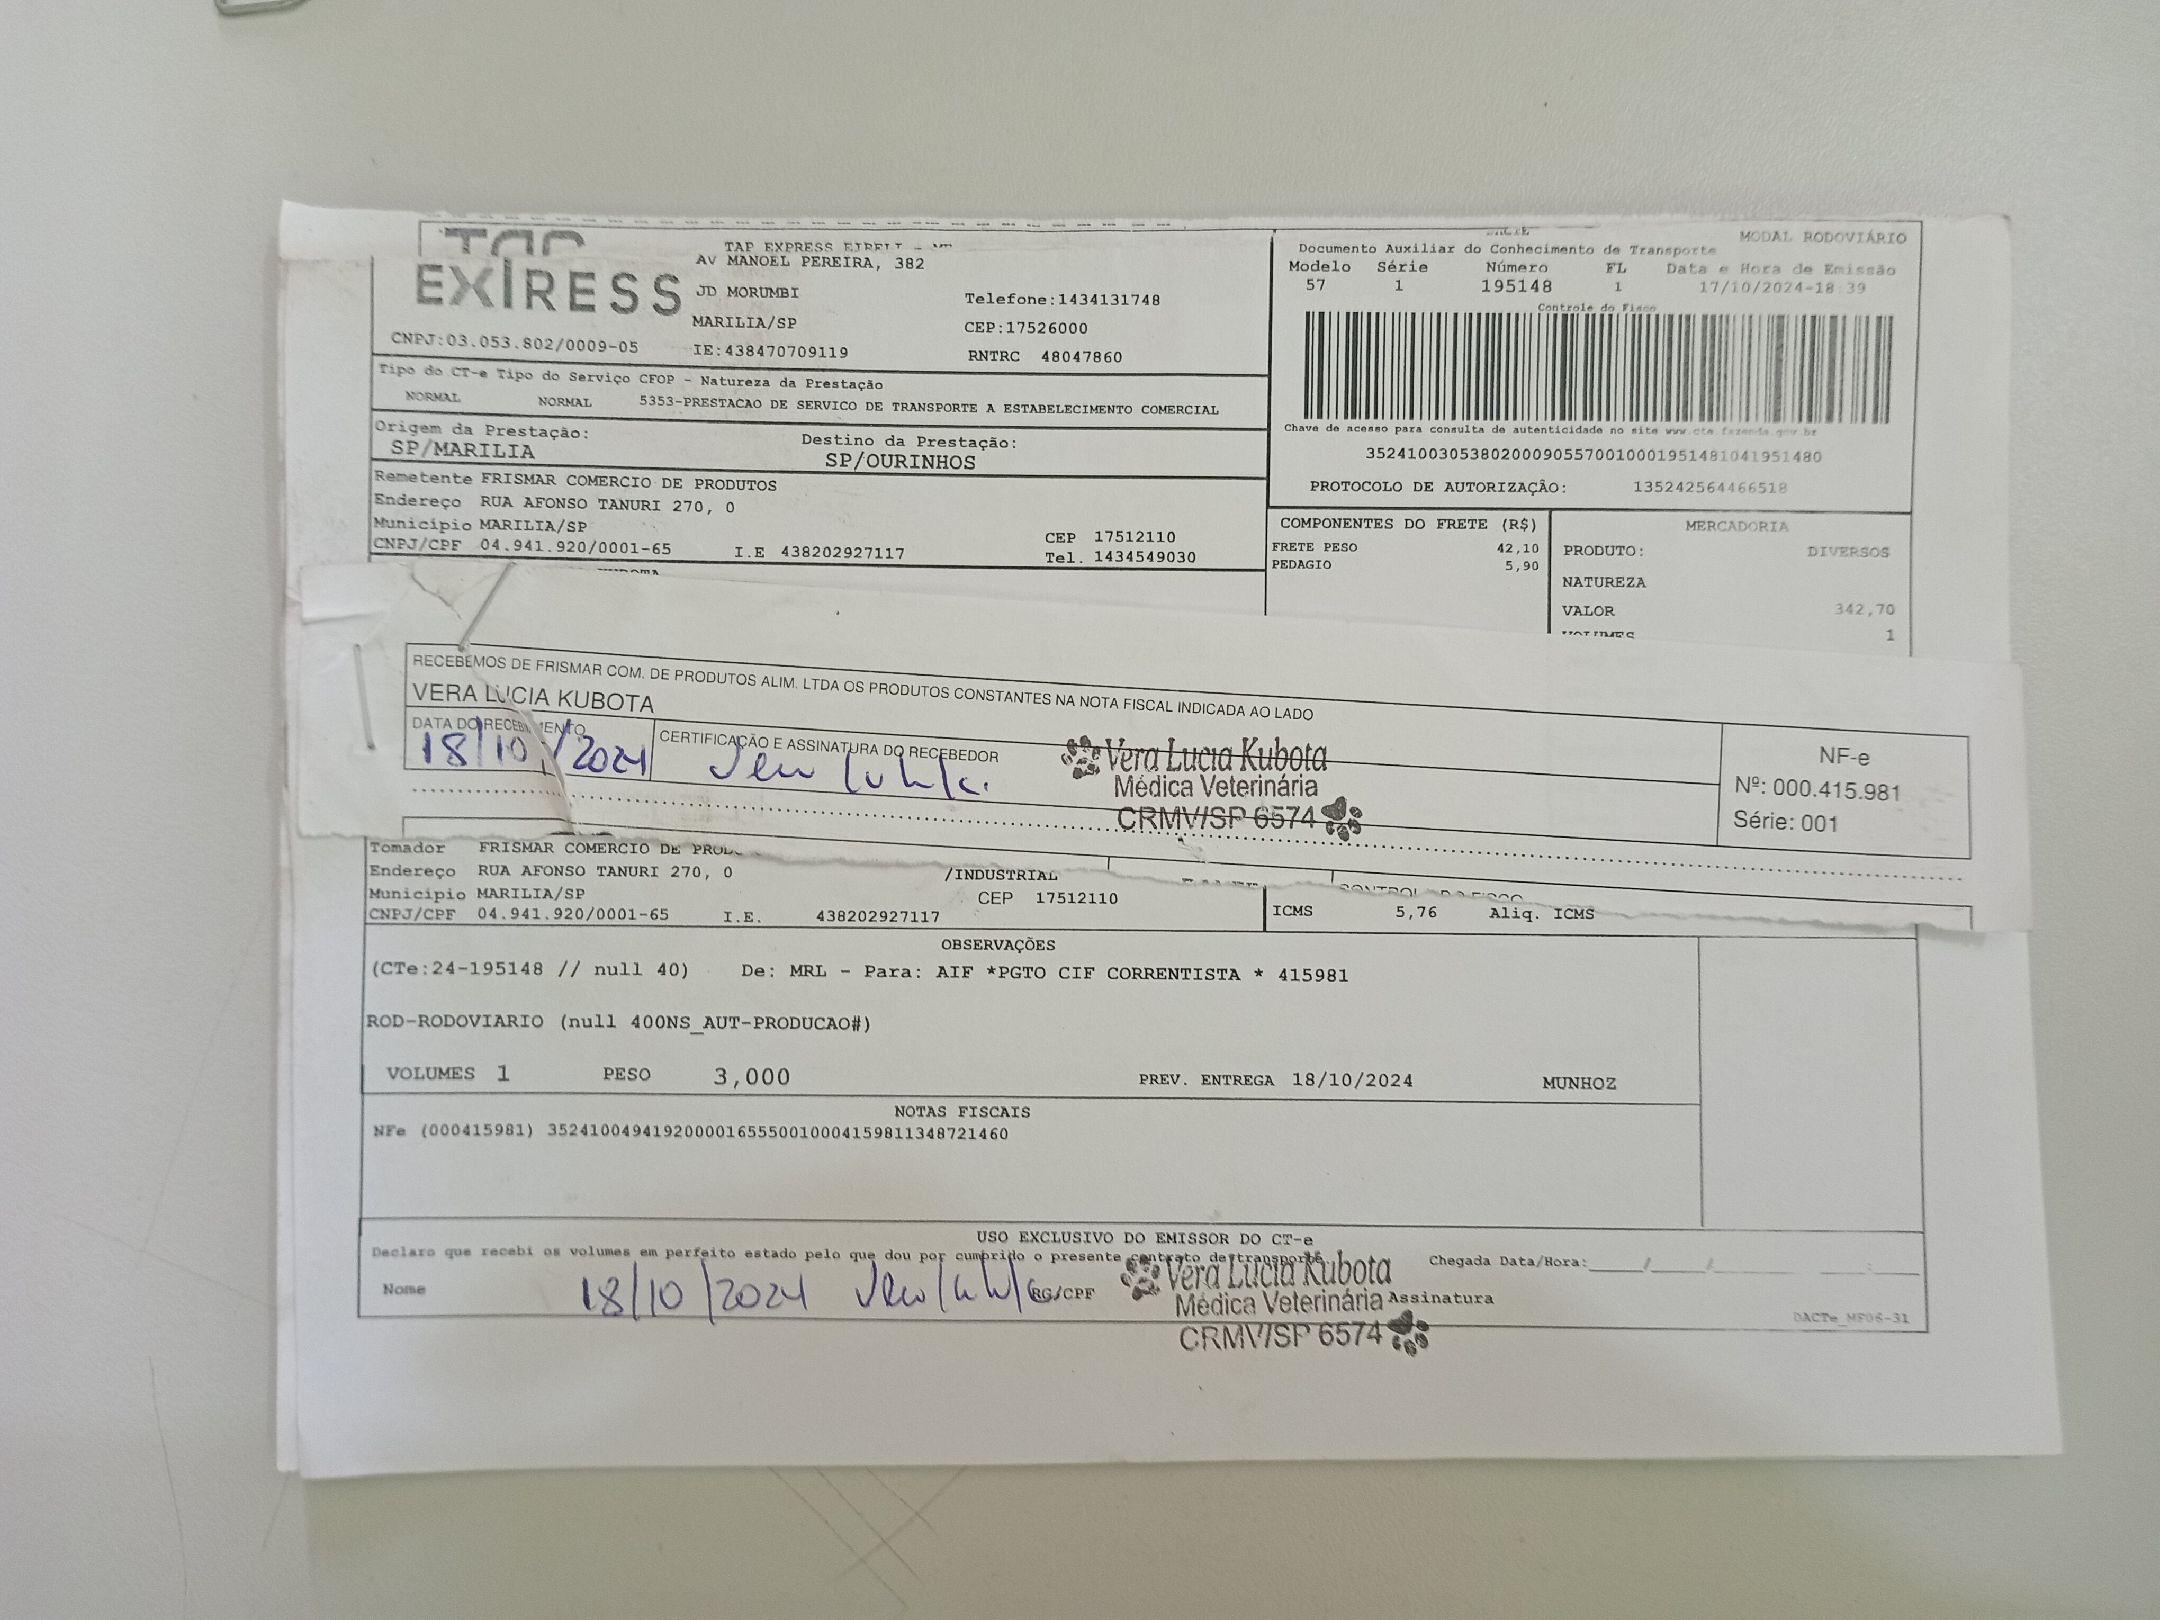 TAP EXPRESS
TAP EXPRESS EIRELI -
AV MANOEL PEREIRA, 382
JD MORUMBI
Telefone:1434131748
MARILIA/SP
CEP:17526000
CNPJ:03.053.802/0009-05
IE:438470709119
RNTRC 48047860
MODAL RODOVIÁRIO
Documento Auxiliar do Conhecimento de Transporte
Modelo Série Número FL Data e Hora de Emissão
57 1 195148 1 17/10/2024-18:39
Controle do Fisco
Chave de acesso para consulta de autenticidade no site www.cte.fazenda.gov.br
35241003053802000905570010001951481041951480
PROTOCOLO DE AUTORIZAÇÃO: 135242564466518
Tipo do CT-e Tipo do Serviço CFOP - Natureza da Prestação
NORMAL NORMAL 5353-PRESTACAO DE SERVICO DE TRANSPORTE A ESTABELECIMENTO COMERCIAL
Origem da Prestação: Destino da Prestação:
SP/MARILIA SP/OURINHOS
Remetente FRISMAR COMERCIO DE PRODUTOS
Endereço RUA AFONSO TANURI 270, 0
Município MARILIA/SP CEP 17512110
CNPJ/CPF 04.941.920/0001-65 I.E 438202927117 Tel. 1434549030
COMPONENTES DO FRETE (R$)
FRETE PESO 42,10
PEDAGIO 5,90
MERCADORIA
PRODUTO: DIVERSOS
NATUREZA
VALOR 342,70
VOLUMES 1
RECEBEMOS DE FRISMAR COM. DE PRODUTOS ALIM. LTDA OS PRODUTOS CONSTANTES NA NOTA FISCAL INDICADA AO LADO
VERA LUCIA KUBOTA
DATA DO RECEBIMENTO
18/10/2024
CERTIFICAÇÃO E ASSINATURA DO RECEBEDOR
Vera Lucia Kubota
Médica Veterinária
CRMV/SP 6574
NF-e
Nº: 000.415.981
Série: 001
Tomador FRISMAR COMERCIO DE
Endereço RUA AFONSO TANURI 270, 0 /INDUSTRIAL
Município MARILIA/SP CEP 17512110
CNPJ/CPF 04.941.920/0001-65 I.E. 438202927117
ICMS 5,76 Aliq. ICMS
OBSERVAÇÕES
(CTe:24-195148 // null 40) De: MRL - Para: AIF *PGTO CIF CORRENTISTA * 415981
ROD-RODOVIARIO (null 400NS_AUT-PRODUCAO#)
VOLUMES 1 PESO 3,000 PREV. ENTREGA 18/10/2024 MUNHOZ
NOTAS FISCAIS
NFe (000415981) 35241004941920000165550010004159811348721460
USO EXCLUSIVO DO EMISSOR DO CT-e
Declaro que recebi os volumes em perfeito estado pelo que dou por cumprido o presente contrato de transporte
Chegada Data/Hora:
Nome 18/10/2024 RG/CPF Assinatura
Vera Lucia Kubota
Médica Veterinária
CRMV/SP 6574
DACTe_MF06-31